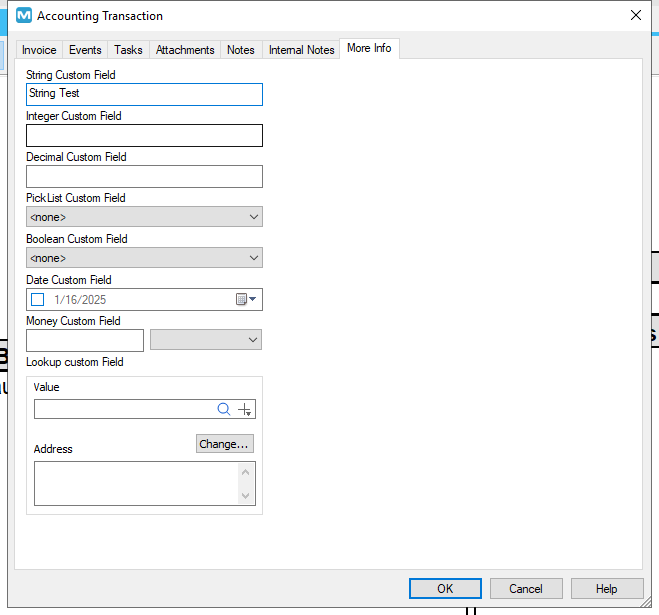 Accounting Transaction
Invoice Events Tasks Attachments Notes Internal Notes More Info
String Custom Field
String Test
Integer Custom Field
Decimal Custom Field
PickList Custom Field
<none>
Boolean Custom Field
<none>
Date Custom Field
1/16/2025
Money Custom Field
Lookup custom Field
Value
Address
Change...
OK Cancel Help